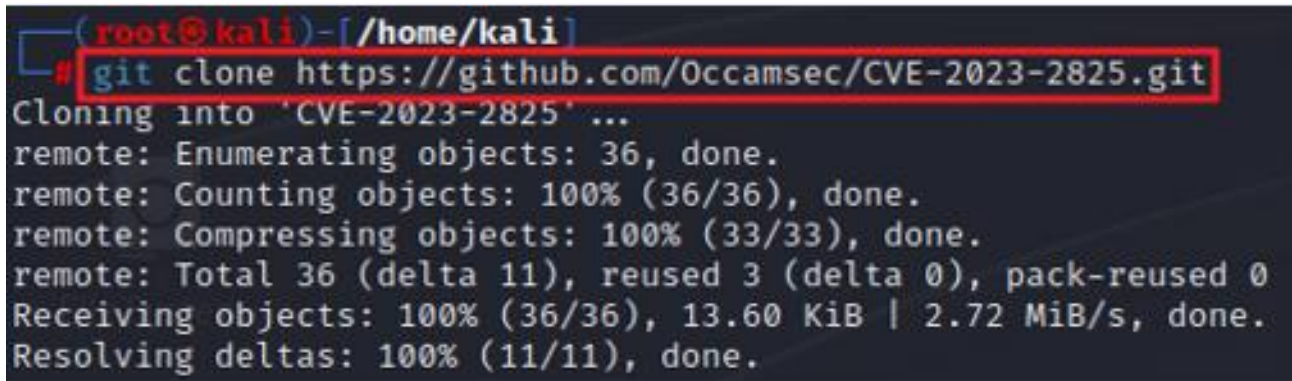 ┌──(root㉿kali)-[/home/kali]
└─# git clone https://github.com/Occamsec/CVE-2023-2825.git
Cloning into 'CVE-2023-2825'...
remote: Enumerating objects: 36, done.
remote: Counting objects: 100% (36/36), done.
remote: Compressing objects: 100% (33/33), done.
remote: Total 36 (delta 11), reused 3 (delta 0), pack-reused 0
Receiving objects: 100% (36/36), 13.60 KiB | 2.72 MiB/s, done.
Resolving deltas: 100% (11/11), done.